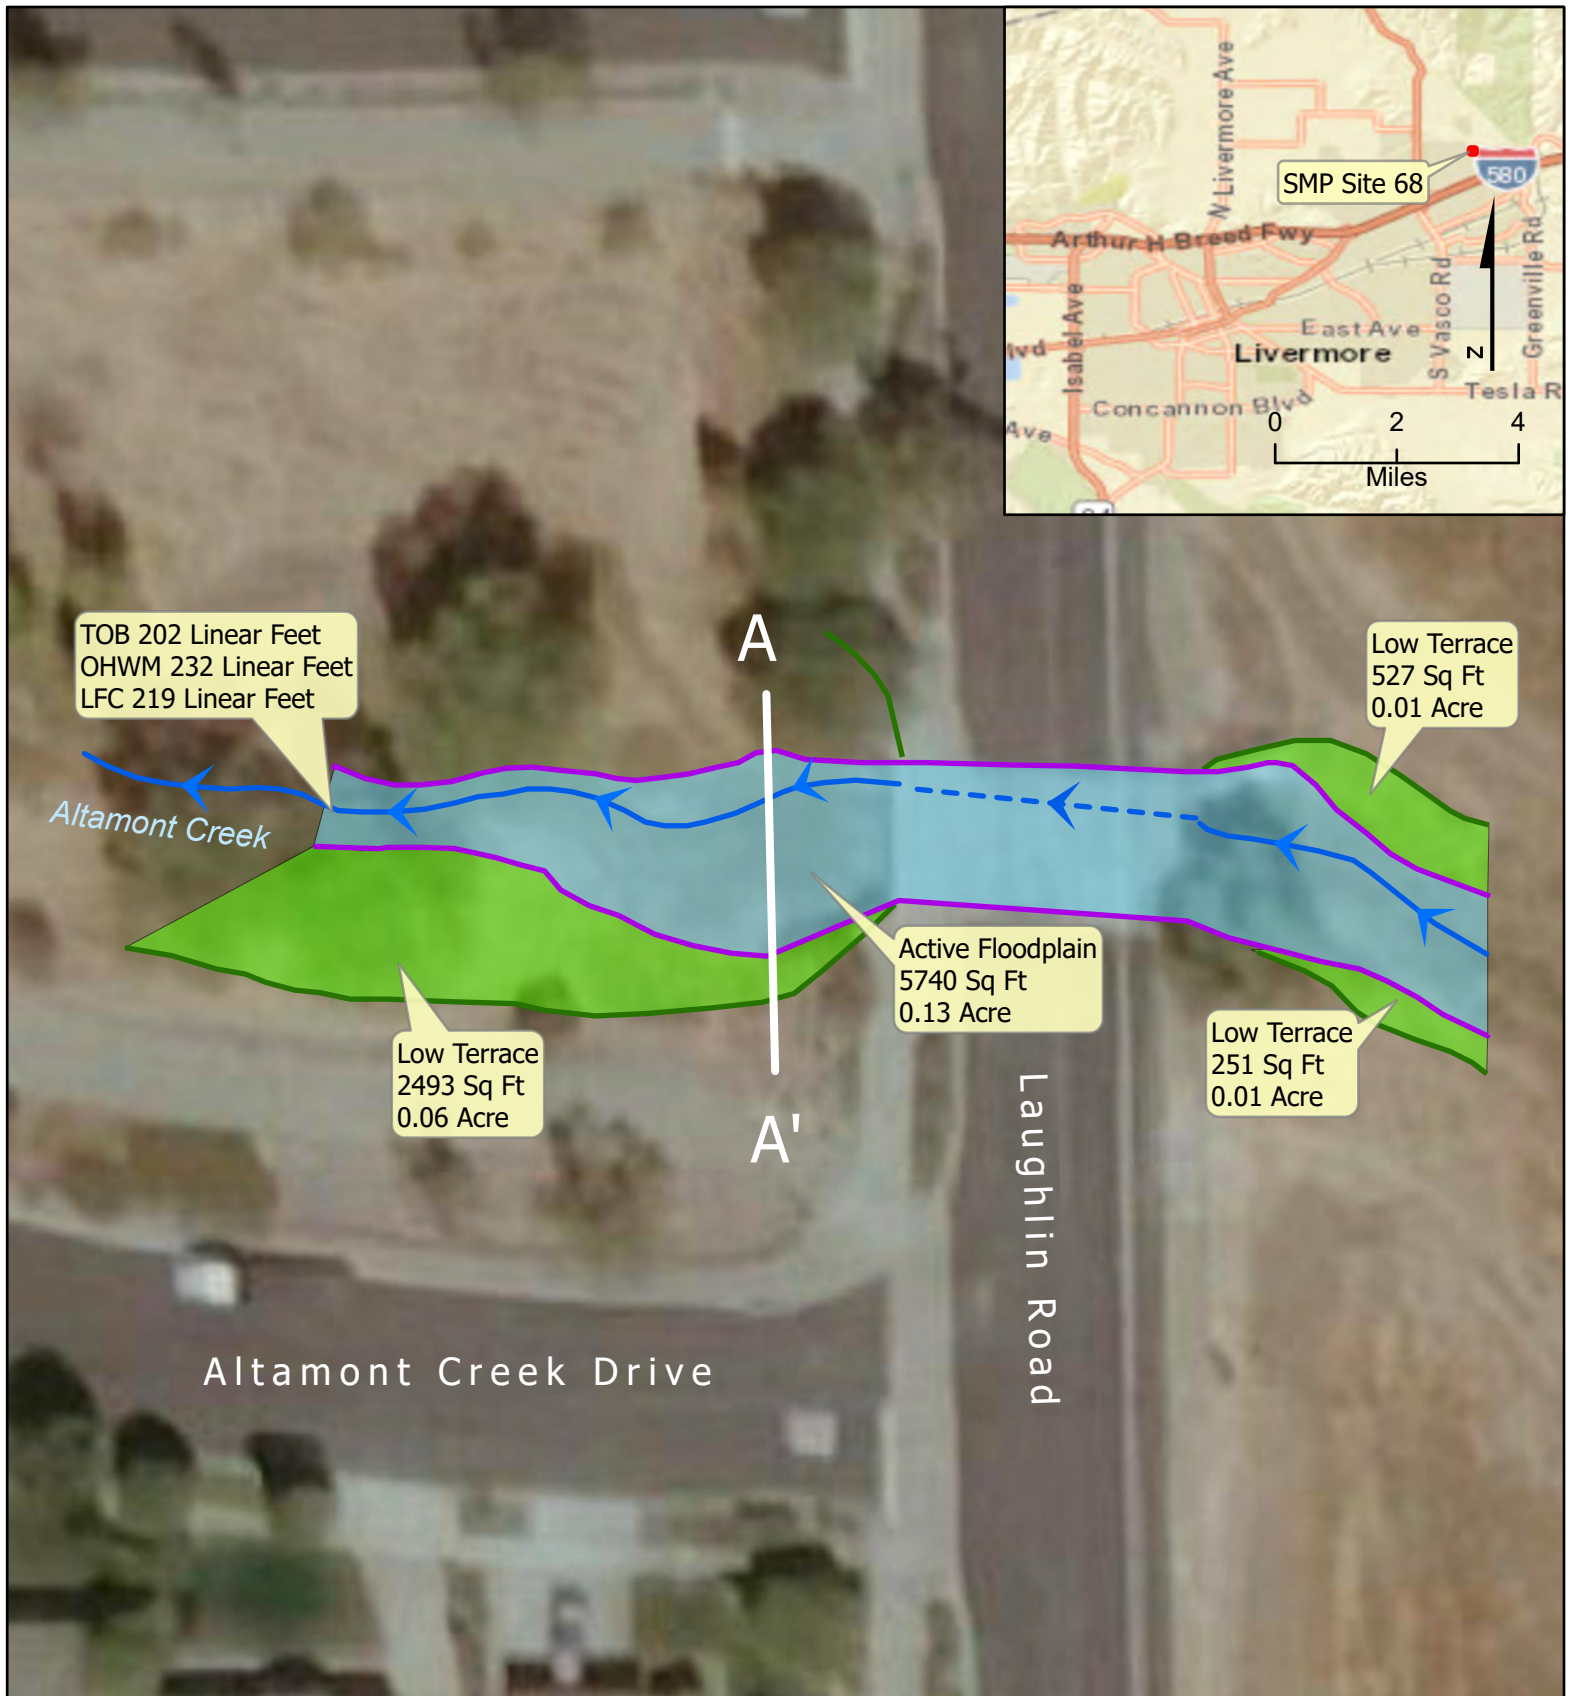 N Livermore Ave
SMP Site 68
580
Arthur H Breed Fwy
Isabel Ave
East Ave
S Vasco Rd
Greenville Rd
lvd
Livermore
N
Tesla R
Concannon Blvd
Ave
0 2 4
Miles
TOB 202 Linear Feet
OHWM 232 Linear Feet
LFC 219 Linear Feet
A
Low Terrace
527 Sq Ft
0.01 Acre
Altamont Creek
Active Floodplain
5740 Sq Ft
0.13 Acre
Low Terrace
2493 Sq Ft
0.06 Acre
Low Terrace
251 Sq Ft
0.01 Acre
A'
Laughlin Road
Altamont Creek Drive